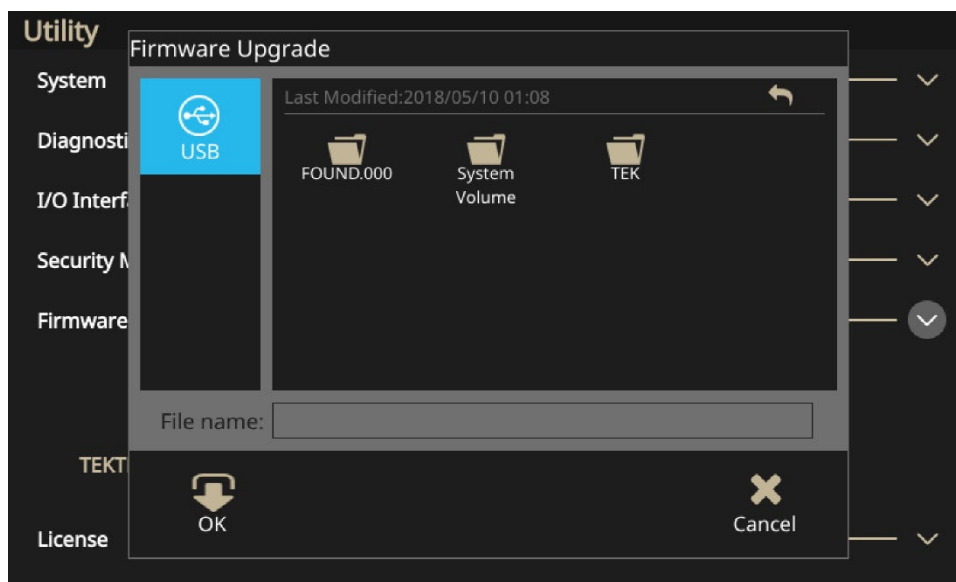 Utility
Firmware Upgrade
System
Last Modified:2018/05/10 01:08
USB
Diagnosti
FOUND.000
System
Volume
TEK
I/O Interf
Security M
Firmware
File name:
TEKT
OK
Cancel
License